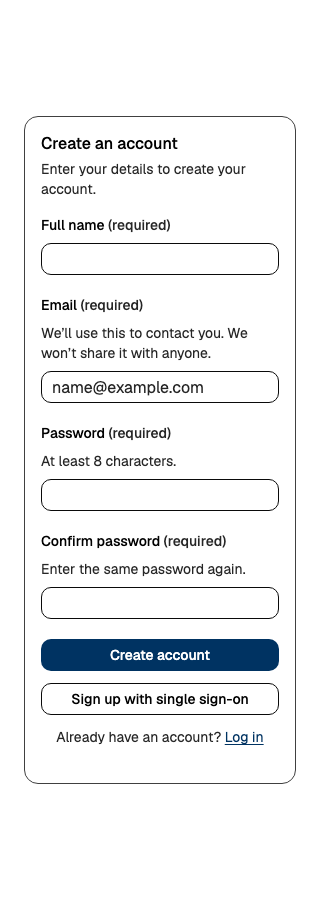 Create an account
Enter your details to create your
account.
Full name (required)
Email (required)
We’ll use this to contact you. We
won’t share it with anyone.
name@example.com
Password (required)
At least 8 characters.
Confirm password (required)
Enter the same password again.
Create account
Sign up with single sign-on
Already have an account? Log in